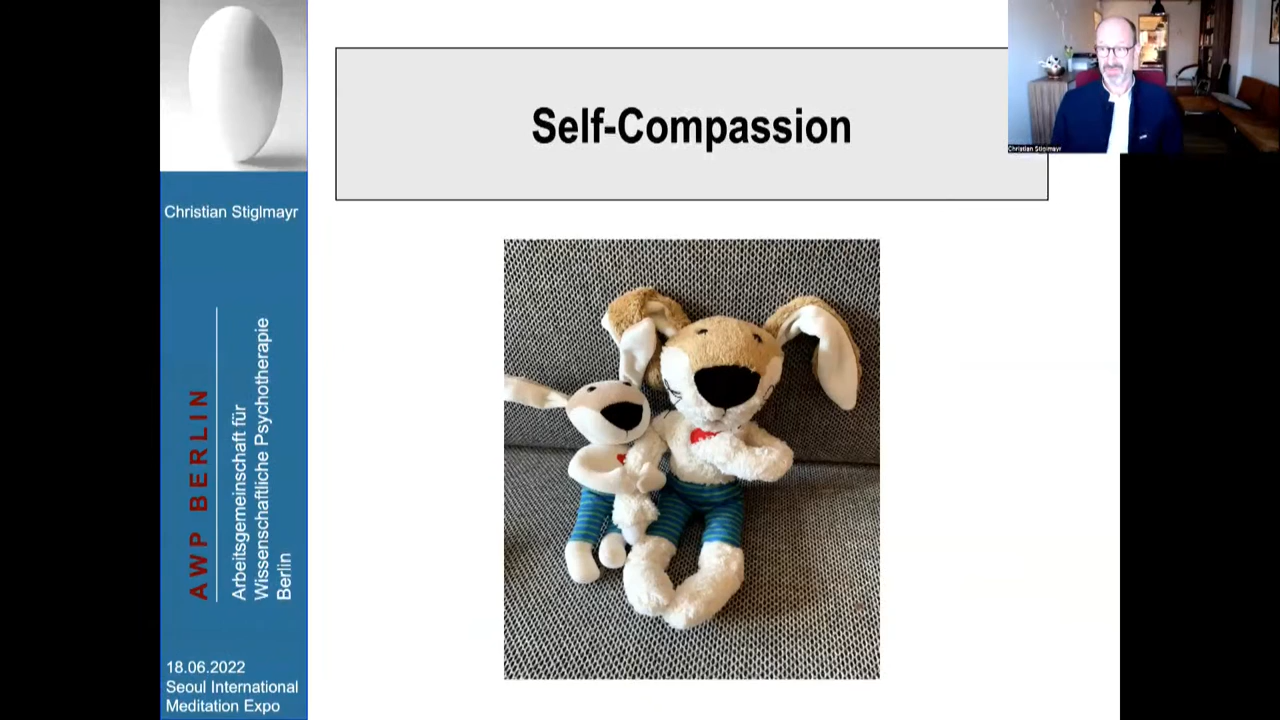 Self-Compassion
Christian Stiglmayr
Christian Stiglmayr
AWP BERLIN
Arbeitsgemeinschaft für
Wissenschaftliche Psychotherapie
Berlin
18.06.2022
Seoul International
Meditation Expo